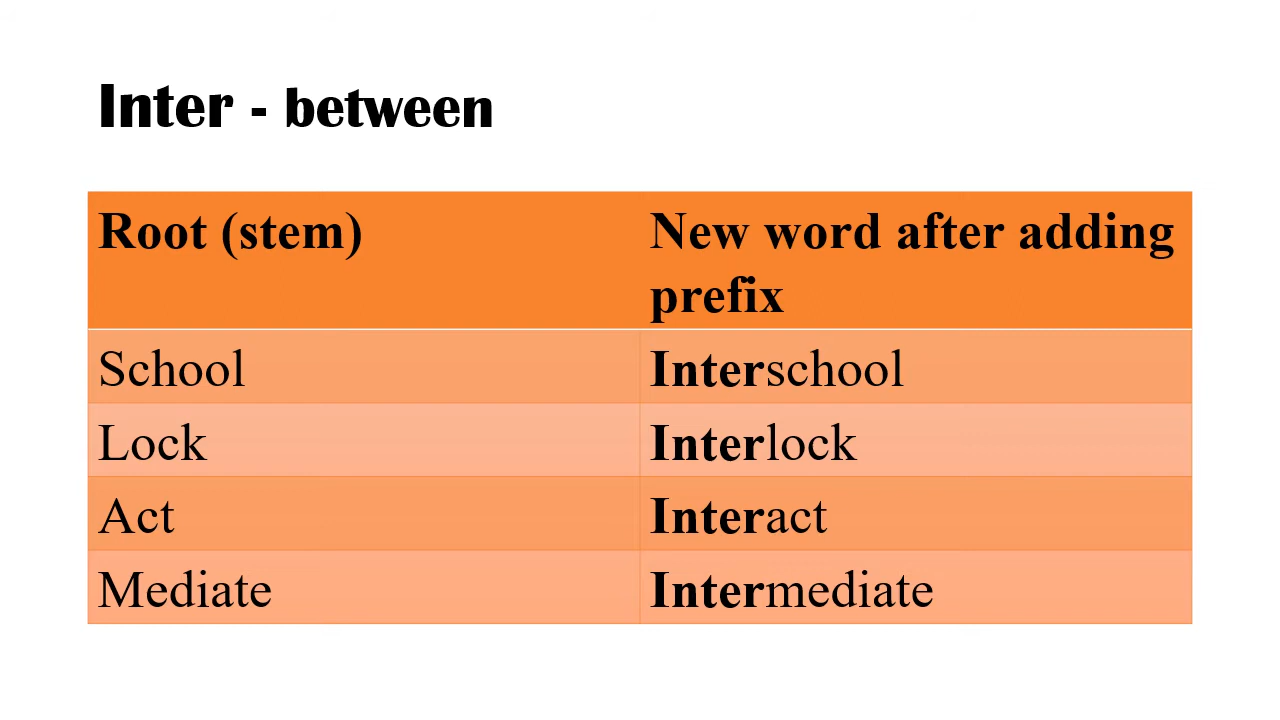 Inter - between
Root (stem)
New word after adding
prefix
School
Interschool
Lock
Interlock
Act
Interact
Mediate
Intermediate